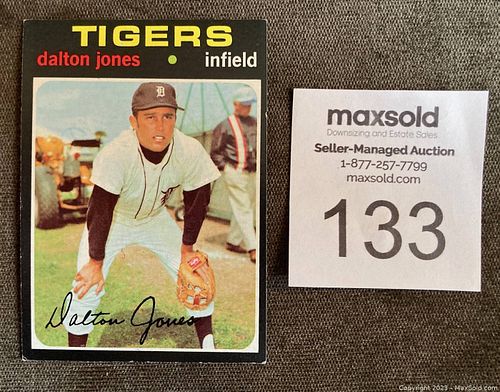 TIGERS
dalton jones • infield
D
Dalton Jones
maxsold
Downsizing and Estate Sales
Seller-Managed Auction
1-877-257-7799
maxsold.com
133
Copyright 2023 - MaxSold.com